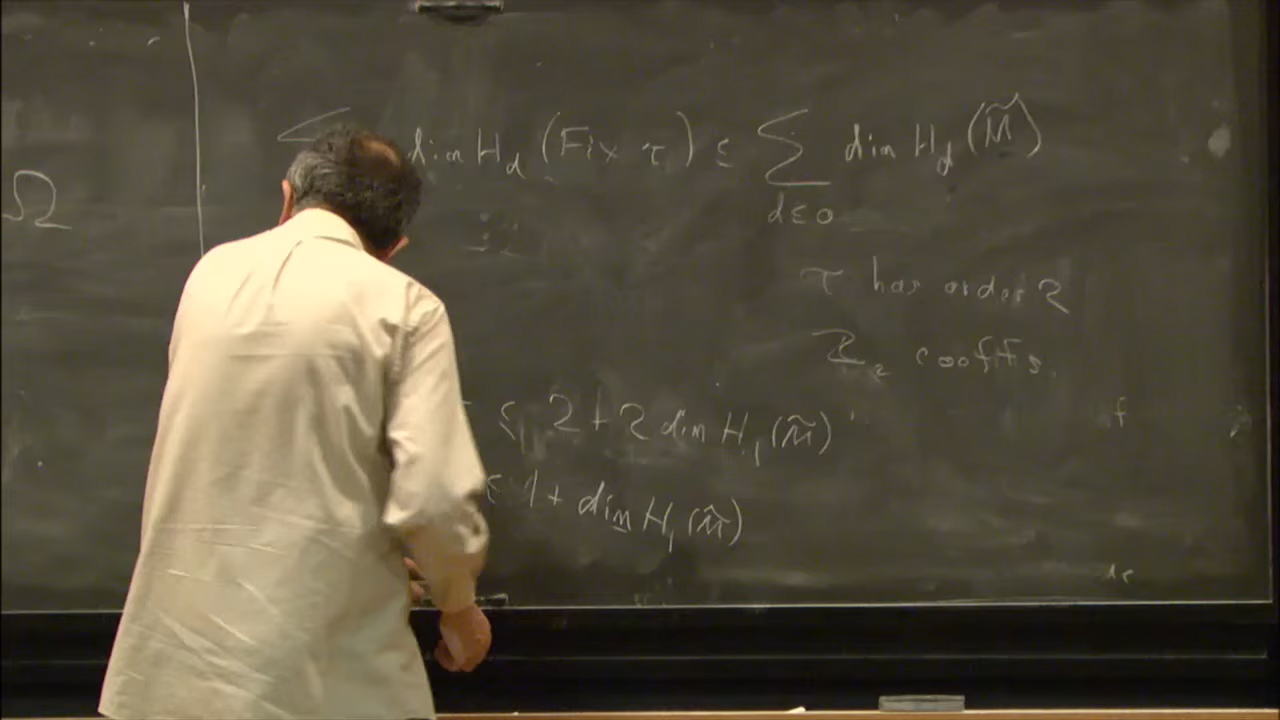 Ω
∑ dim H_d (Fix τ) ≤ ∑ dim H_d (M̃)
d≤0
τ has order 2
ℤ₂ coeffs.
≤ 2 + 2 dim H₁(M̃)
≤ 1 + dim H₁(M̃)